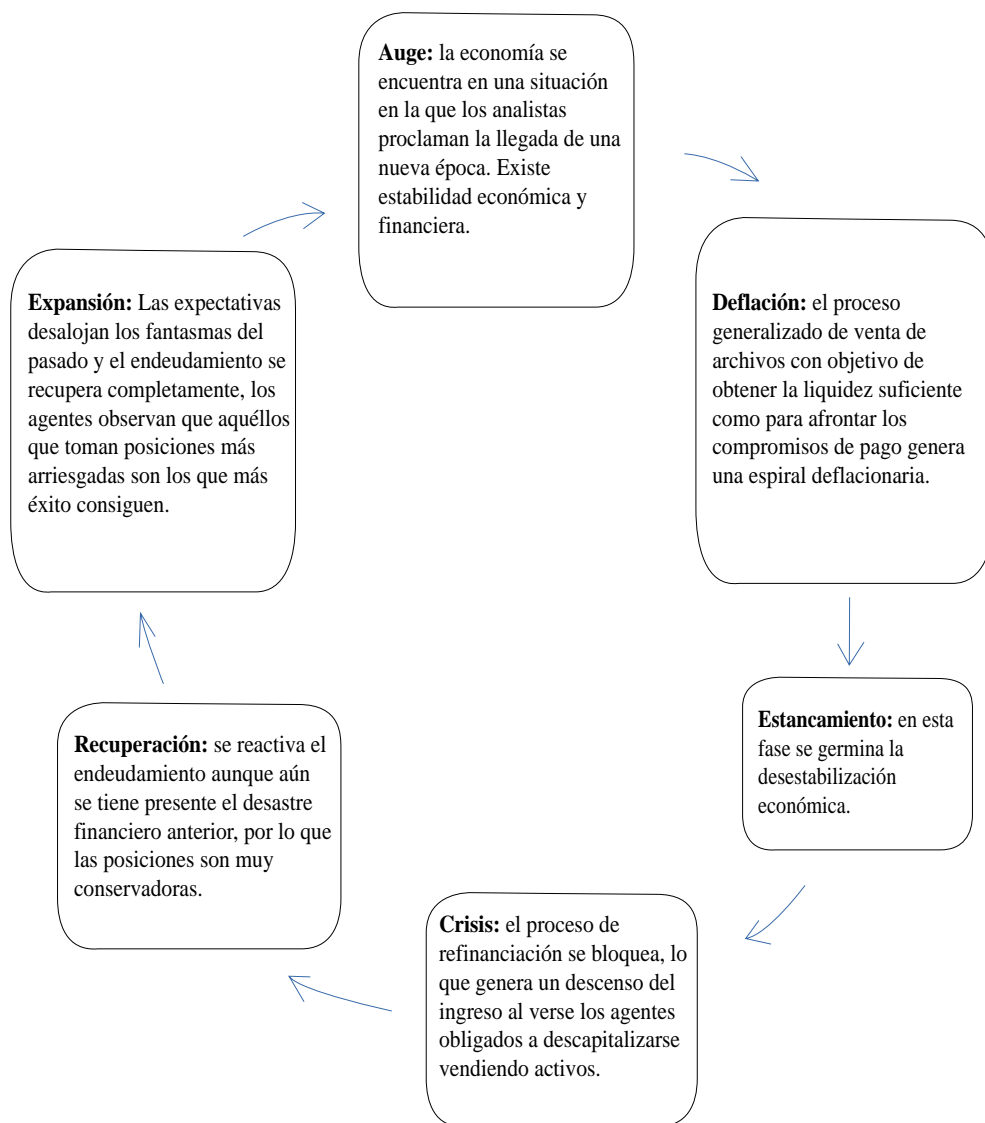 Auge: la economía se
encuentra en una situación
en la que los analistas
proclaman la llegada de una
nueva época. Existe
estabilidad económica y
financiera.
Deflación: el proceso
generalizado de venta de
archivos con objetivo de
obtener la liquidez suficiente
como para afrontar los
compromisos de pago genera
una espiral deflacionaria.
Estancamiento: en esta
fase se germina la
desestabilización
económica.
Crisis: el proceso de
refinanciación se bloquea, lo
que genera un descenso del
ingreso al verse los agentes
obligados a descapitalizarse
vendiendo activos.
Recuperación: se reactiva el
endeudamiento aunque aún
se tiene presente el desastre
financiero anterior, por lo que
las posiciones son muy
conservadoras.
Expansión: Las expectativas
desalojan los fantasmas del
pasado y el endeudamiento se
recupera completamente, los
agentes observan que aquéllos
que toman posiciones más
arriesgadas son los que más
éxito consiguen.